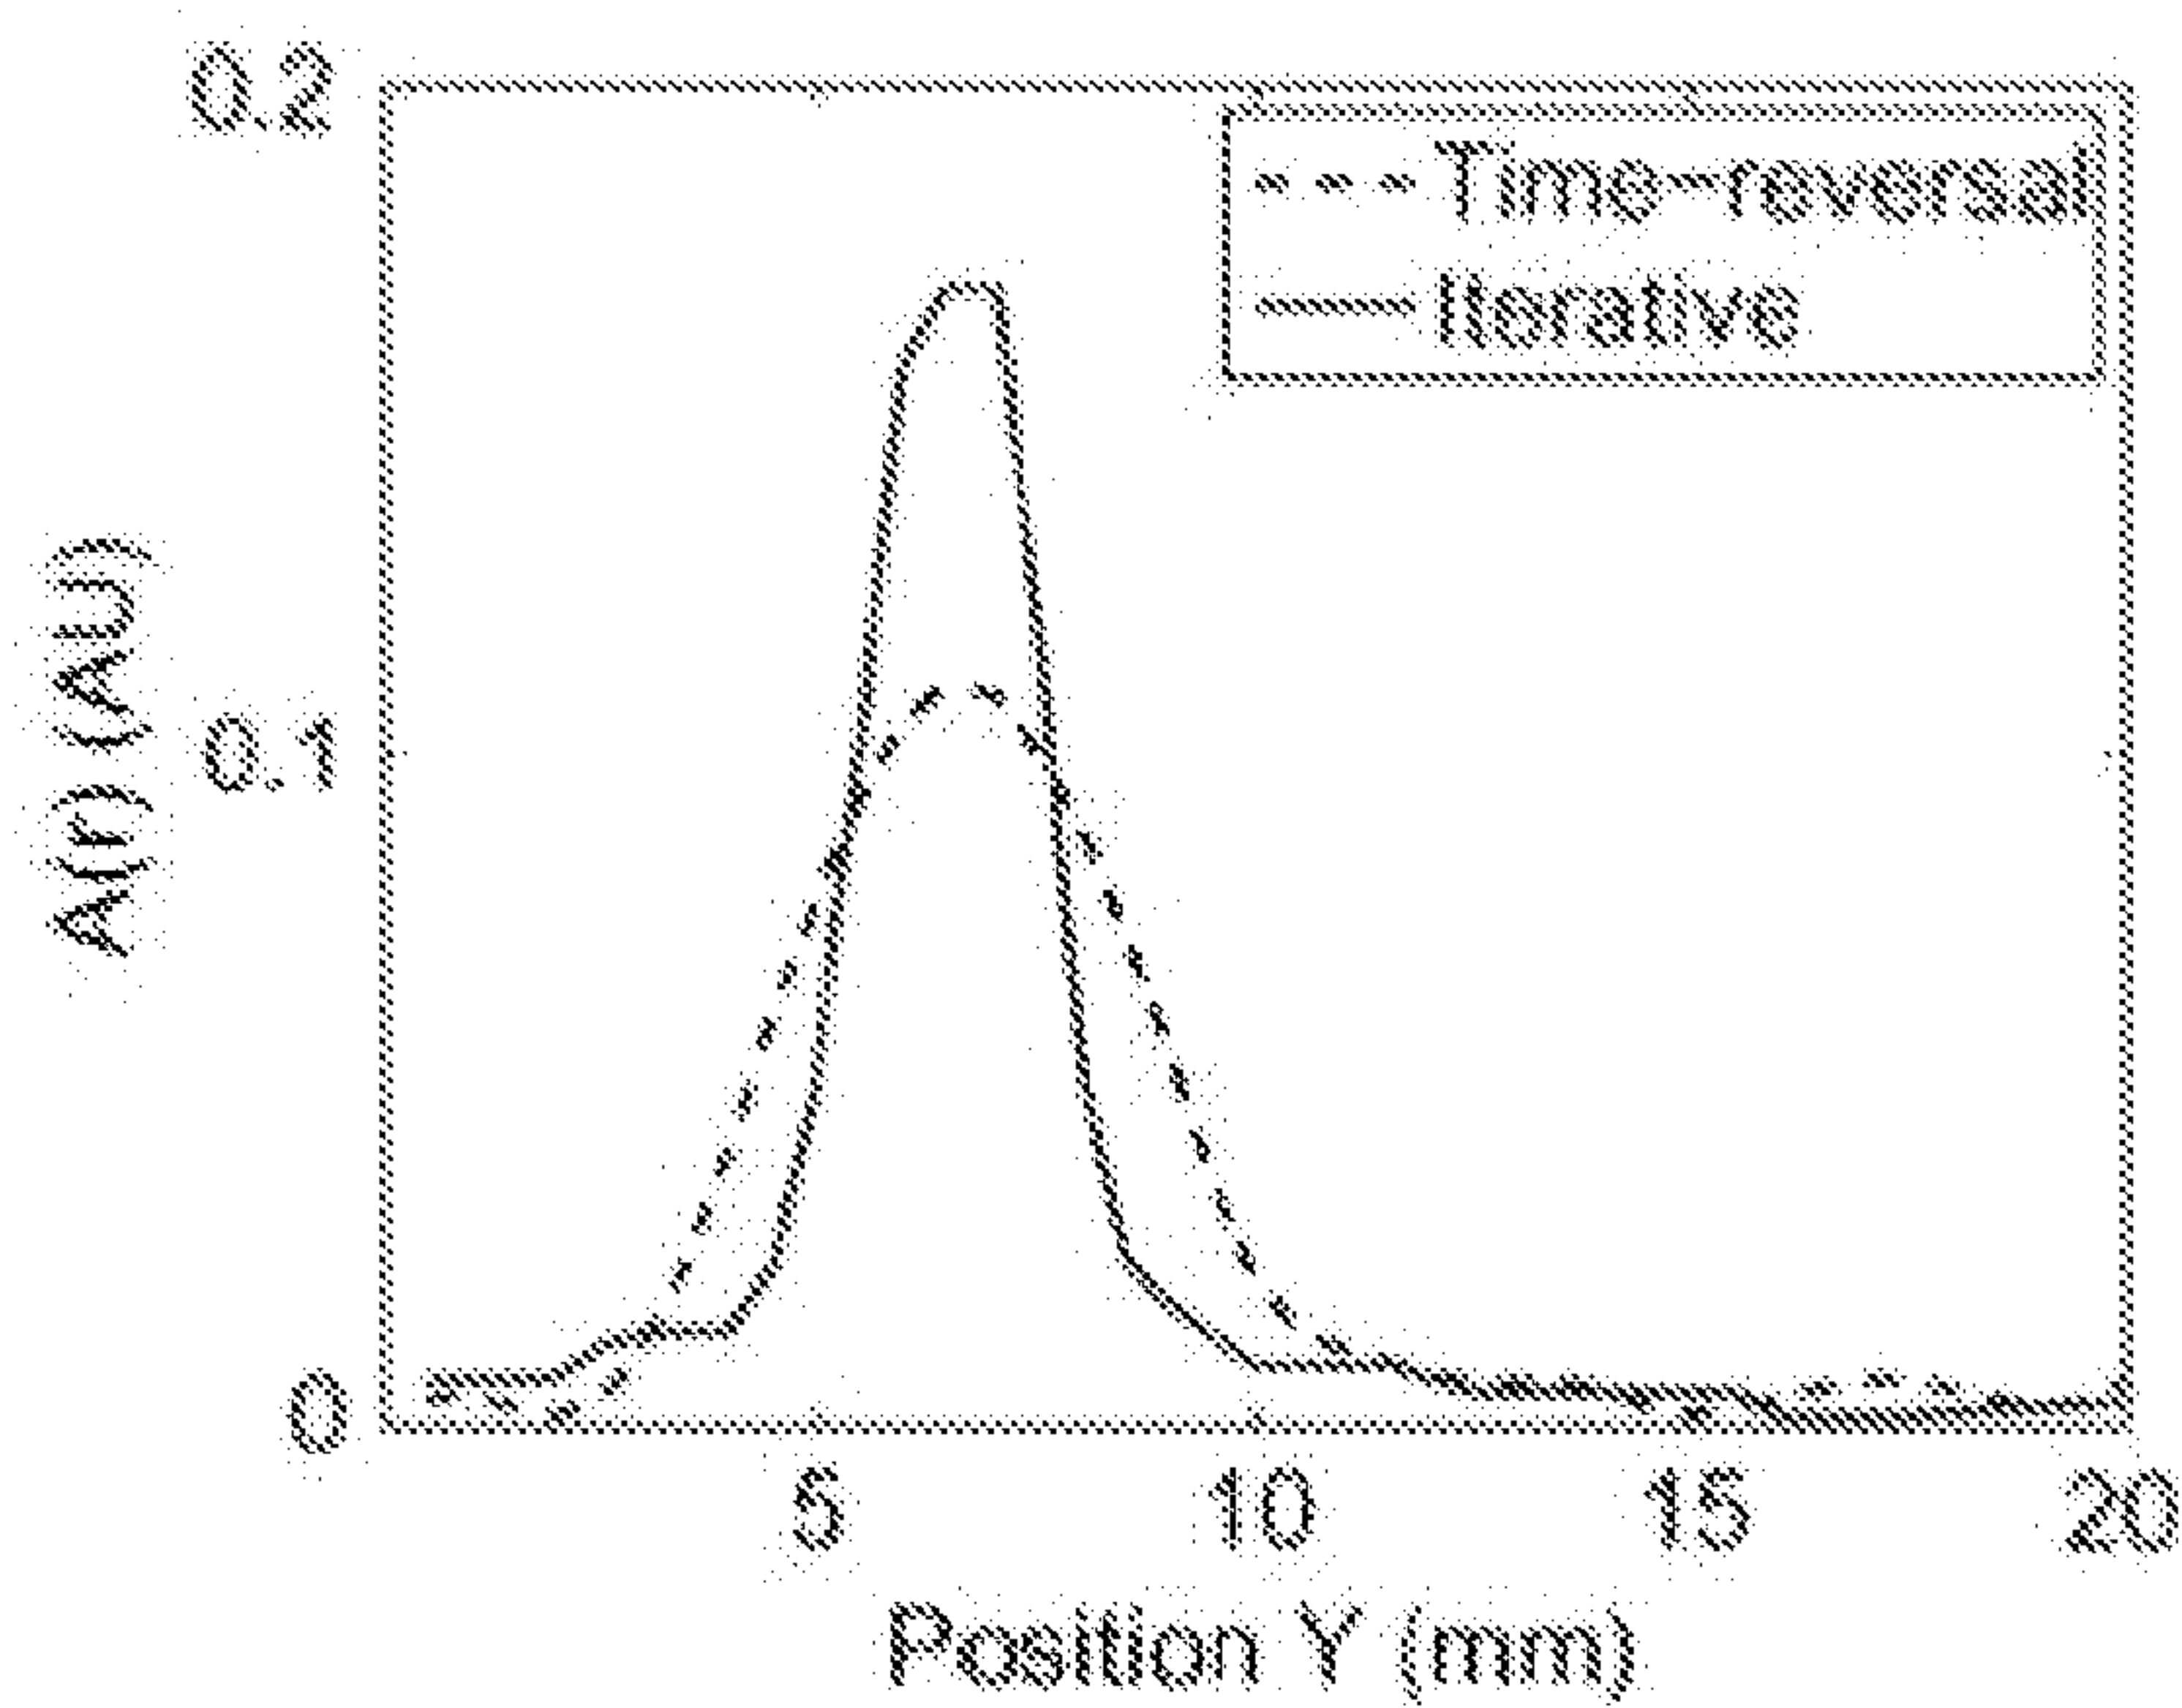 0.2
Time-reversal
Iterative
A(r) (AU)
0.1
0
5
10
15
20
Position Y (mm)